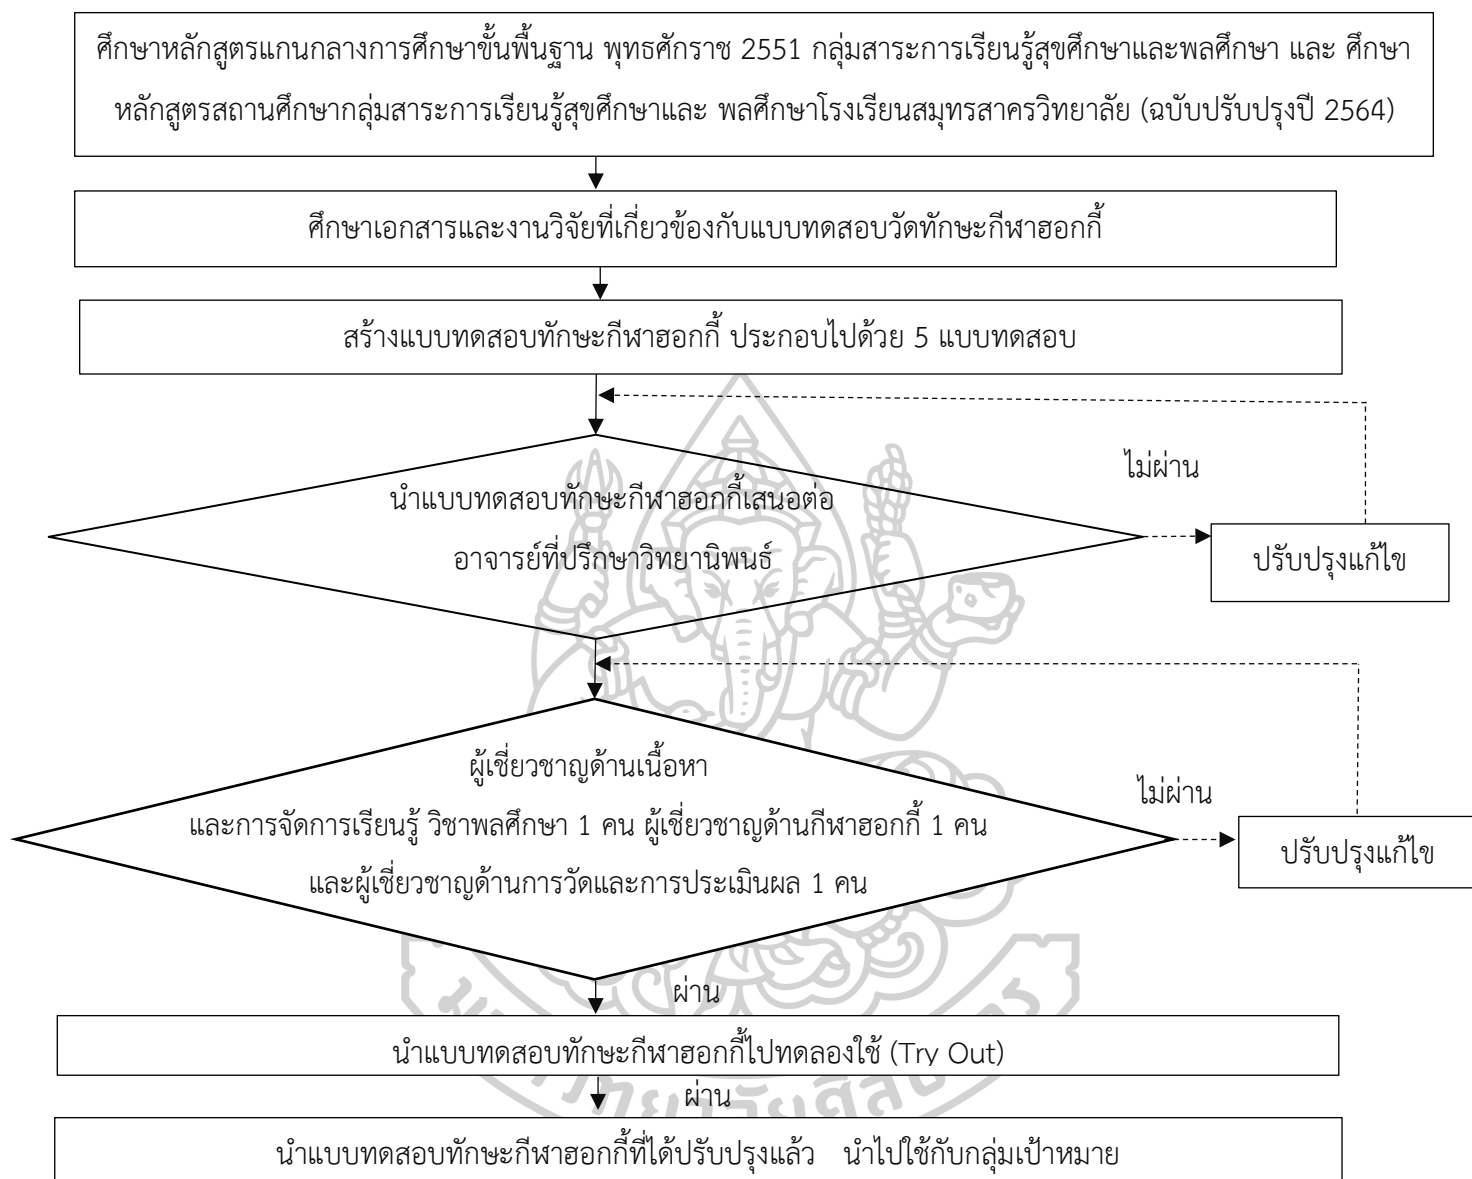 ศึกษาหลักสูตรแกนกลางการศึกษาขั้นพื้นฐาน พุทธศักราช 2551 กลุ่มสาระการเรียนรู้สุขศึกษาและพลศึกษา และ ศึกษา
หลักสูตรสถานศึกษากลุ่มสาระการเรียนรู้สุขศึกษาและ พลศึกษาโรงเรียนสมุทรสาครวิทยาลัย (ฉบับปรับปรุงปี 2564)
ศึกษาเอกสารและงานวิจัยที่เกี่ยวข้องกับแบบทดสอบวัดทักษะกีฬาฮอกกี้
สร้างแบบทดสอบทักษะกีฬาฮอกกี้ ประกอบไปด้วย 5 แบบทดสอบ
นำแบบทดสอบทักษะกีฬาฮอกกี้เสนอต่อ
อาจารย์ที่ปรึกษาวิทยานิพนธ์
ไม่ผ่าน
ปรับปรุงแก้ไข
ผู้เชี่ยวชาญด้านเนื้อหา
และการจัดการเรียนรู้ วิชาพลศึกษา 1 คน ผู้เชี่ยวชาญด้านกีฬาฮอกกี้ 1 คน
และผู้เชี่ยวชาญด้านการวัดและการประเมินผล 1 คน
ไม่ผ่าน
ปรับปรุงแก้ไข
ผ่าน
นำแบบทดสอบทักษะกีฬาฮอกกี้ไปทดลองใช้ (Try Out)
ผ่าน
นำแบบทดสอบทักษะกีฬาฮอกกี้ที่ได้ปรับปรุงแล้ว นำไปใช้กับกลุ่มเป้าหมาย